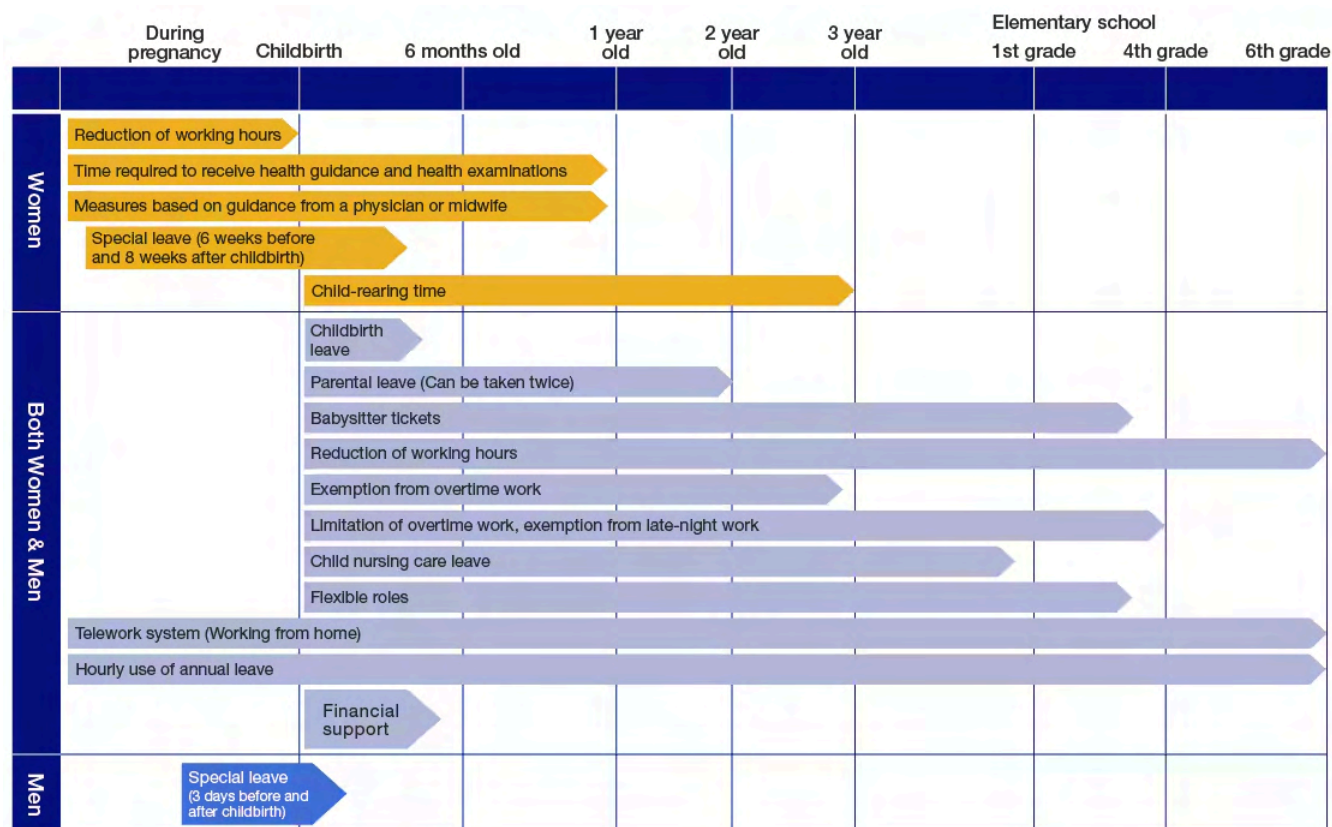 During
pregnancy
Childbirth
6 months old
1 year
old
2 year
old
3 year
old
Elementary school
1st grade
4th grade
6th grade
Women
Reduction of working hours
Time required to receive health guidance and health examinations
Measures based on guidance from a physician or midwife
Special leave (6 weeks before
and 8 weeks after childbirth)
Child-rearing time
Both Women & Men
Childbirth
leave
Parental leave (Can be taken twice)
Babysitter tickets
Reduction of working hours
Exemption from overtime work
Limitation of overtime work, exemption from late-night work
Child nursing care leave
Flexible roles
Telework system (Working from home)
Hourly use of annual leave
Financial
support
Men
Special leave
(3 days before and
after childbirth)